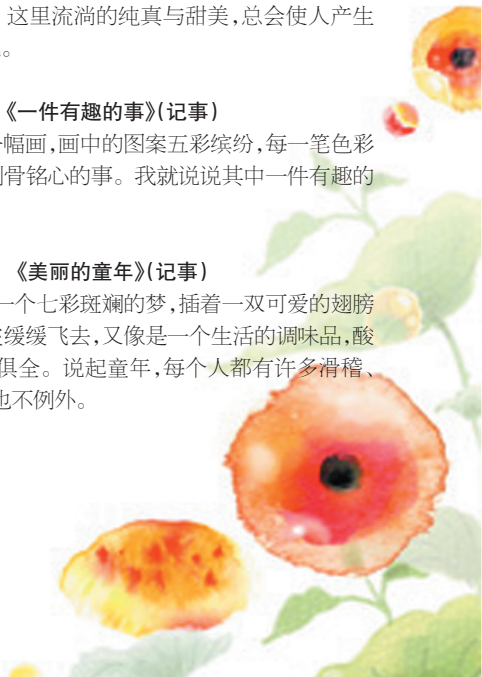 这里流淌的纯真与甜美,总会使人产生
。
《一件有趣的事》(记事)
幅画,画中的图案五彩缤纷,每一笔色彩
骨铭心的事。我就说说其中一件有趣的
《美丽的童年》(记事)
一个七彩斑斓的梦,插着一双可爱的翅膀
缓缓飞去,又像是一个生活的调味品,酸
俱全。说起童年,每个人都有许多滑稽、
也不例外。